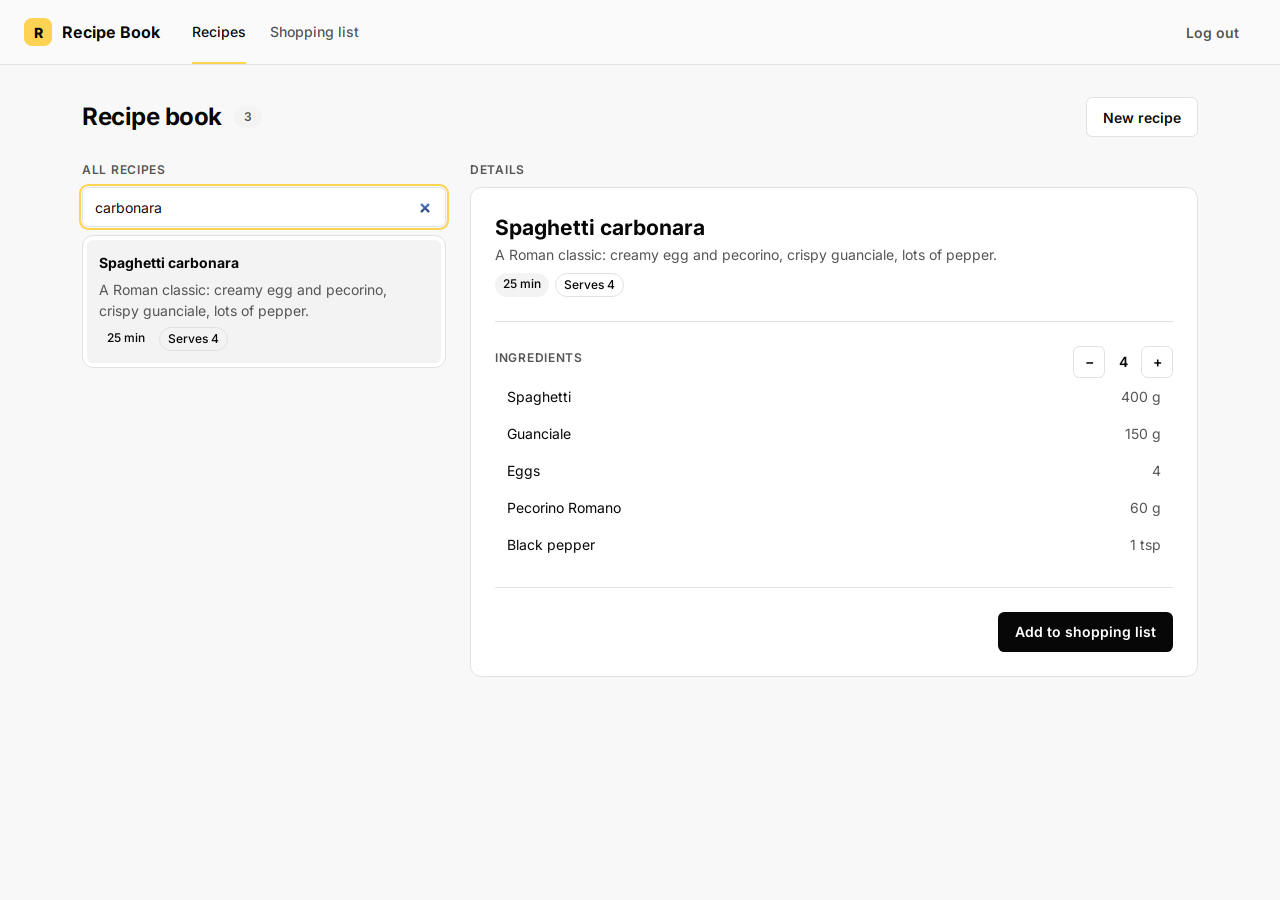 R Recipe Book Recipes Shopping list Log out
Recipe book 3 New recipe
ALL RECIPES
carbonara ×
Spaghetti carbonara
A Roman classic: creamy egg and pecorino,
crispy guanciale, lots of pepper.
25 min Serves 4
DETAILS
Spaghetti carbonara
A Roman classic: creamy egg and pecorino, crispy guanciale, lots of pepper.
25 min Serves 4
INGREDIENTS − 4 +
Spaghetti 400 g
Guanciale 150 g
Eggs 4
Pecorino Romano 60 g
Black pepper 1 tsp
Add to shopping list